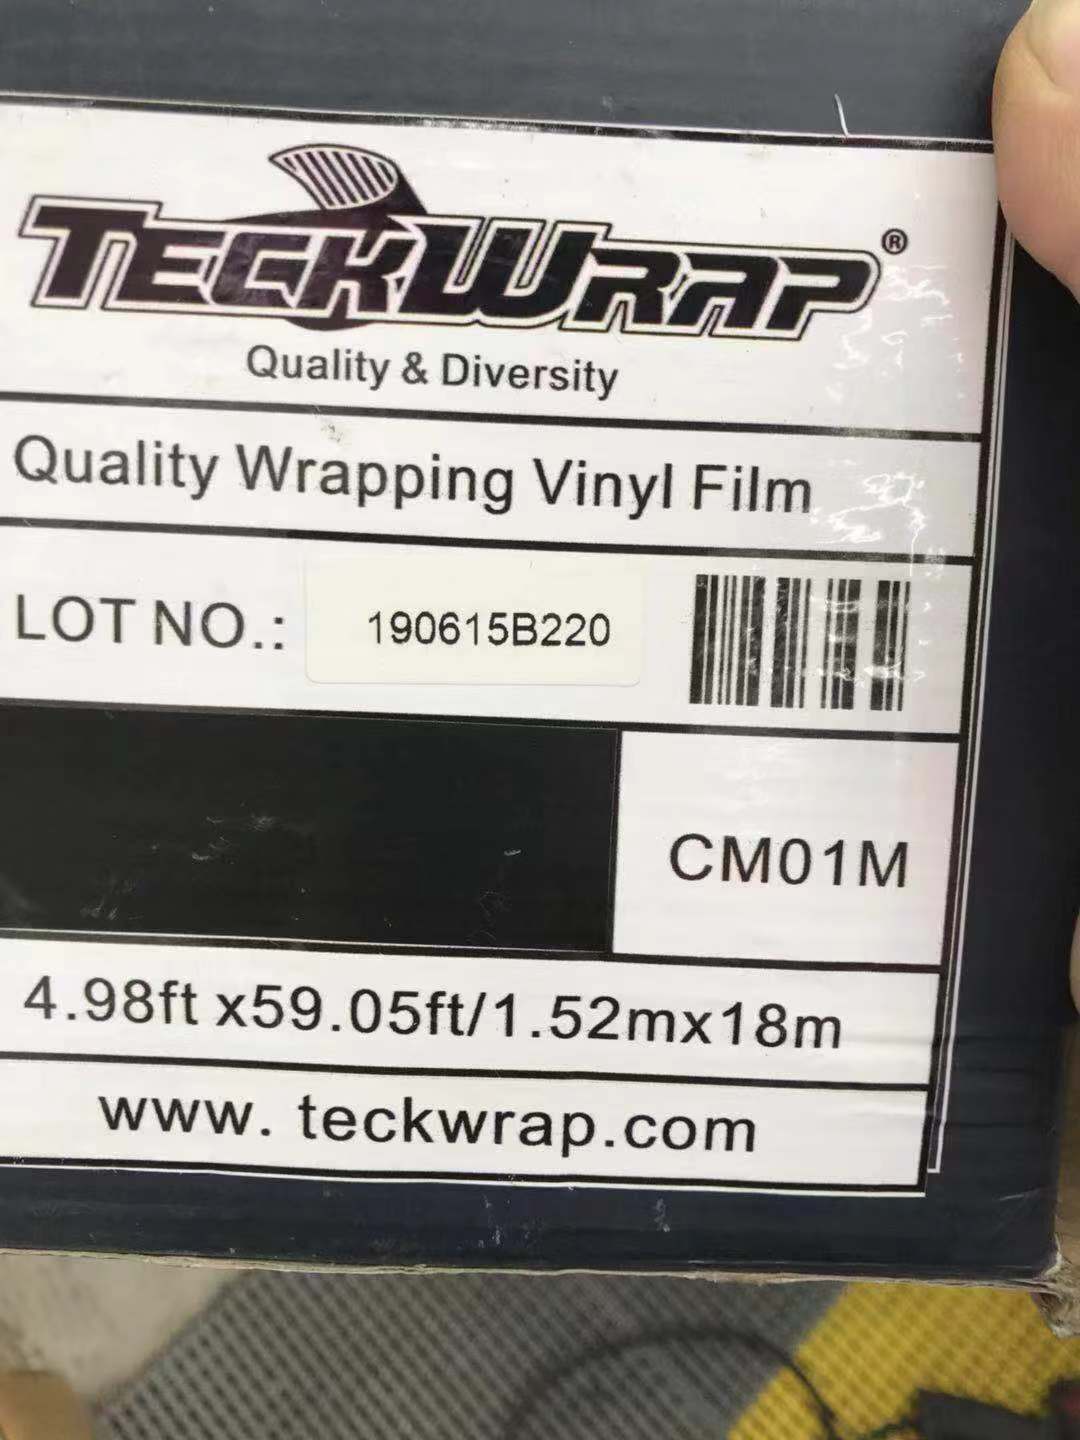 TECKWRAP®
Quality & Diversity
Quality Wrapping Vinyl Film
LOT NO.: 190615B220
CM01M
4.98ft x59.05ft/1.52mx18m
www. teckwrap.com